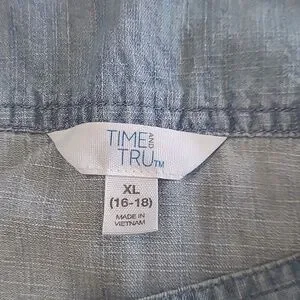 TIME AND
TRU™
XL
(16-18)
MADE IN
VIETNAM